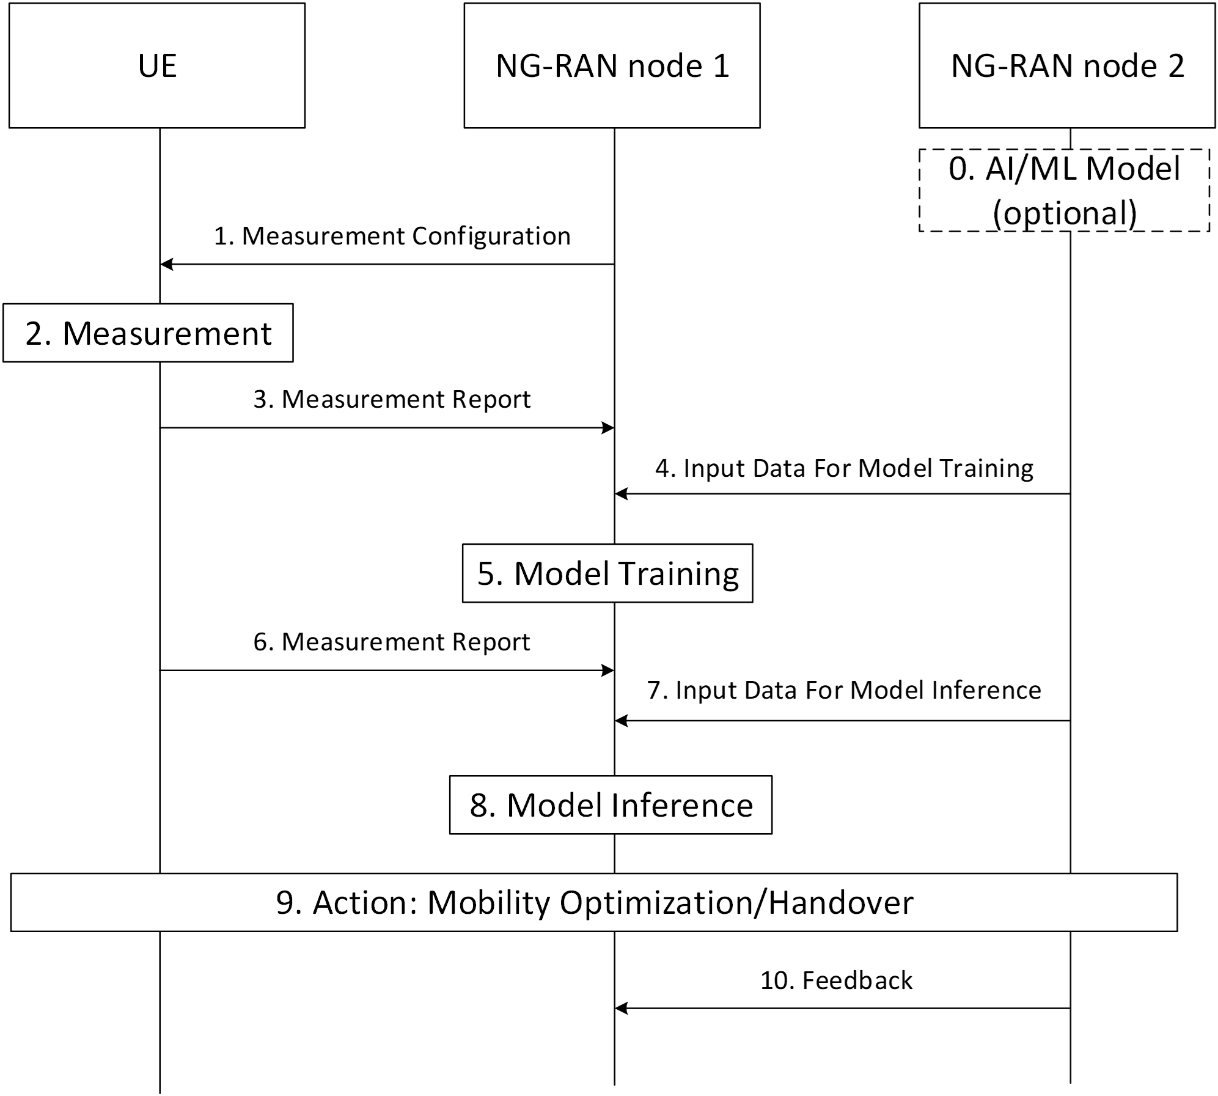 UE
NG-RAN node 1
NG-RAN node 2
0. AI/ML Model
(optional)
1. Measurement Configuration
2. Measurement
3. Measurement Report
4. Input Data For Model Training
5. Model Training
6. Measurement Report
7. Input Data For Model Inference
8. Model Inference
9. Action: Mobility Optimization/Handover
10. Feedback